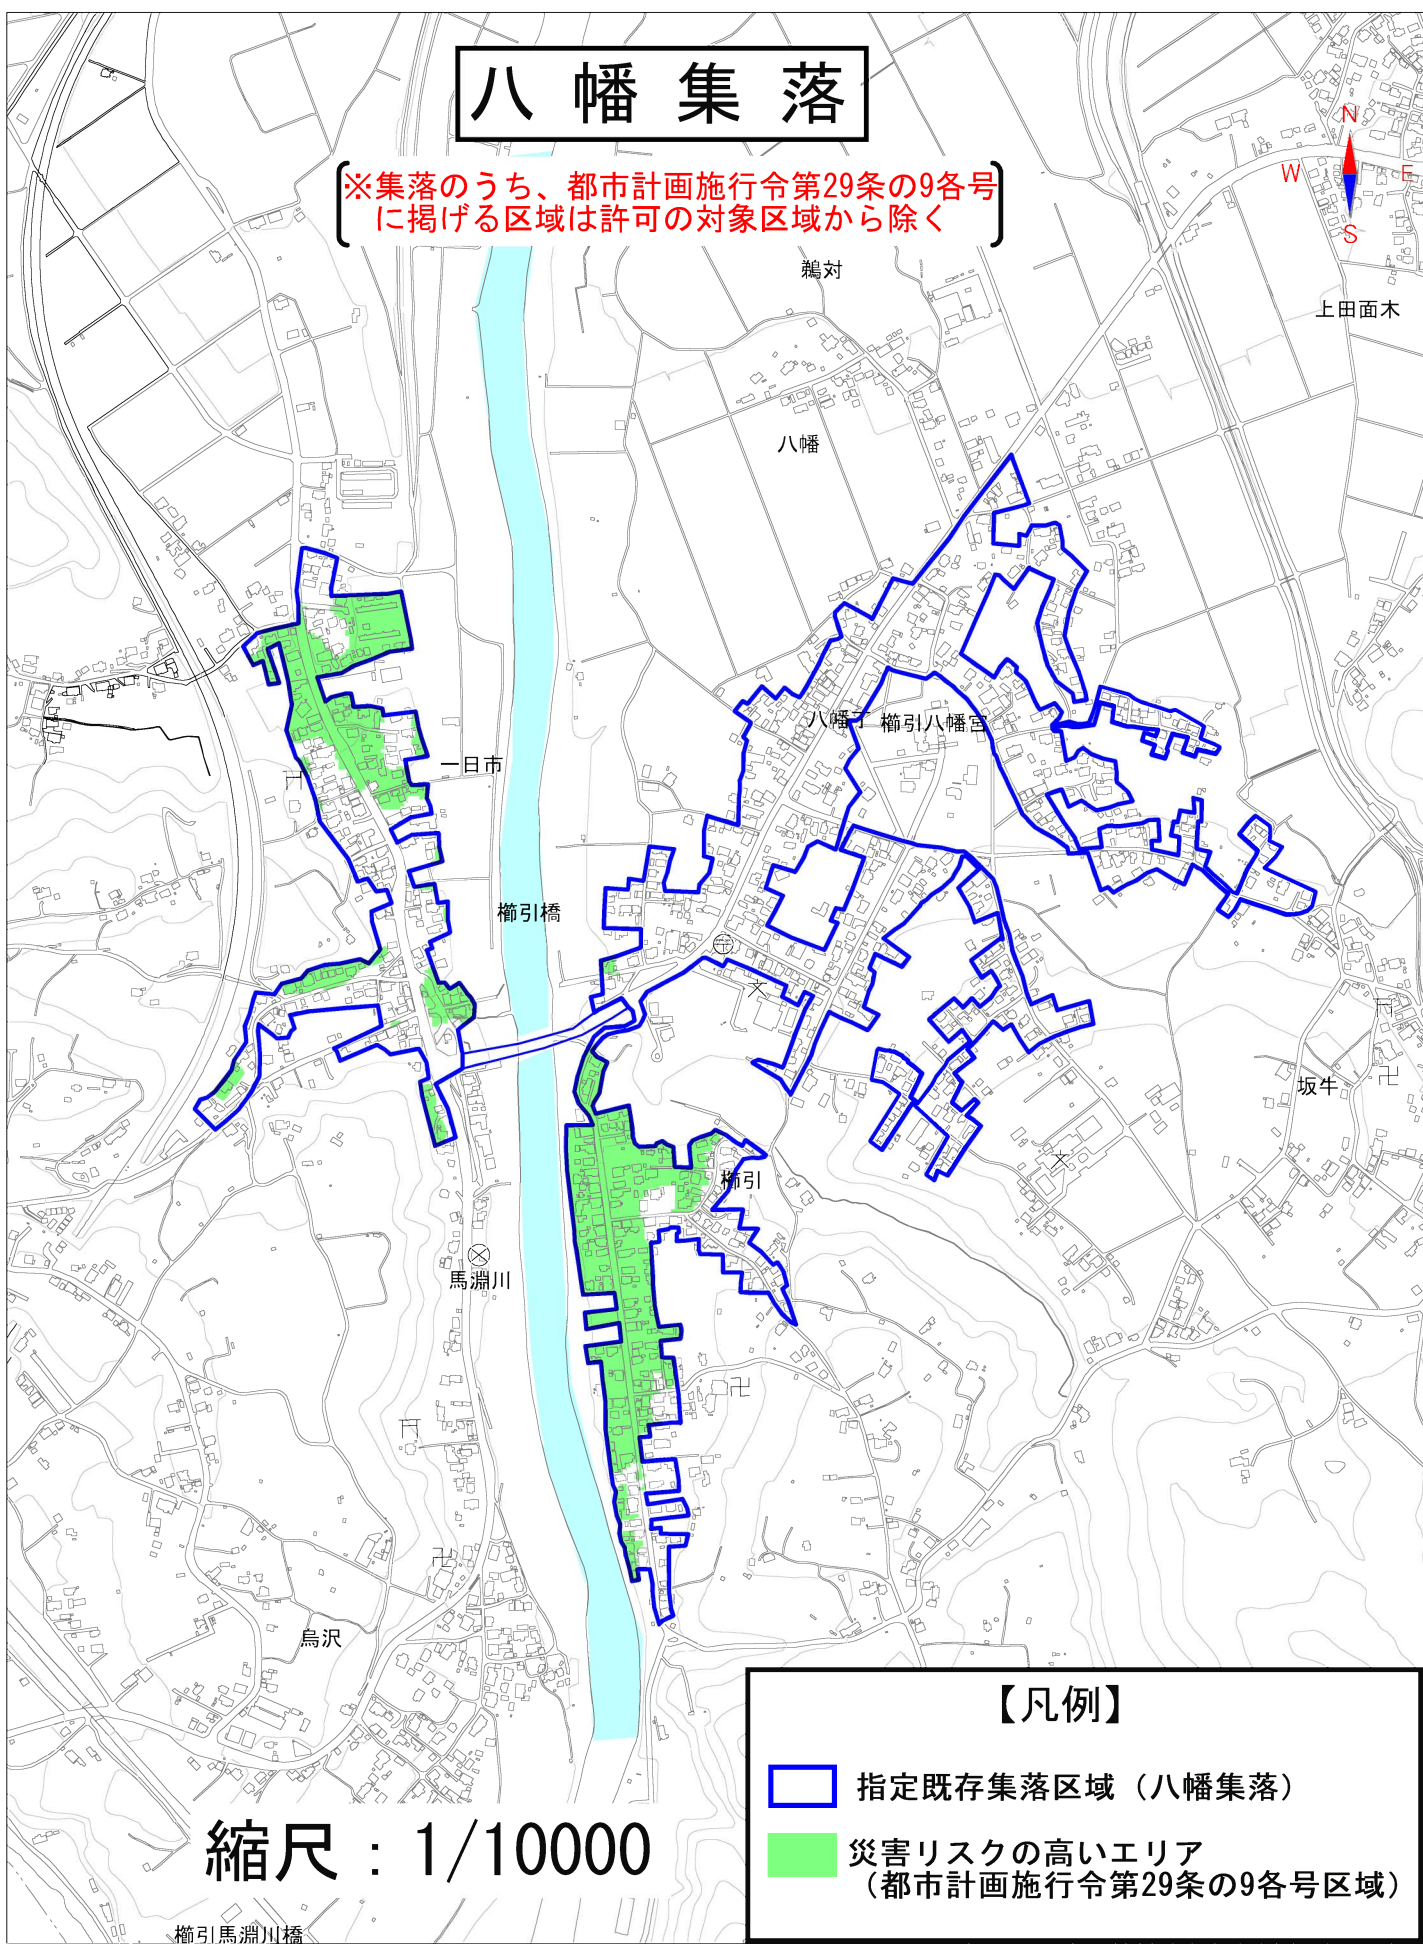 八幡集落
※集落のうち、都市計画施行令第29条の9各号
に掲げる区域は許可の対象区域から除く
N
W E
S
鵜対
上田面木
八幡
八幡丁 櫛引八幡宮
一日市
櫛引橋
坂牛
櫛引
馬淵川
烏沢
【凡例】
指定既存集落区域（八幡集落）
災害リスクの高いエリア
（都市計画施行令第29条の9各号区域）
縮尺：1/10000
櫛引馬淵川橋